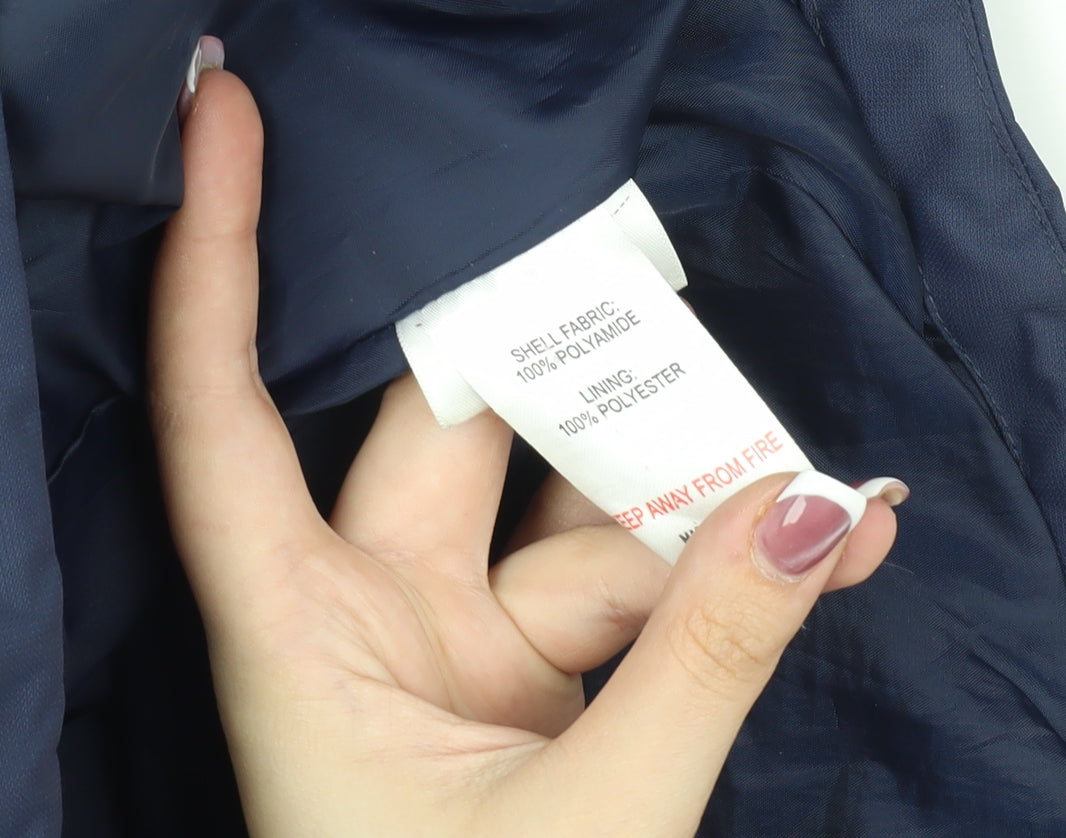 SHELL FABRIC:
100% POLYAMIDE
LINING:
100% POLYESTER
EEP AWAY FROM FIRE